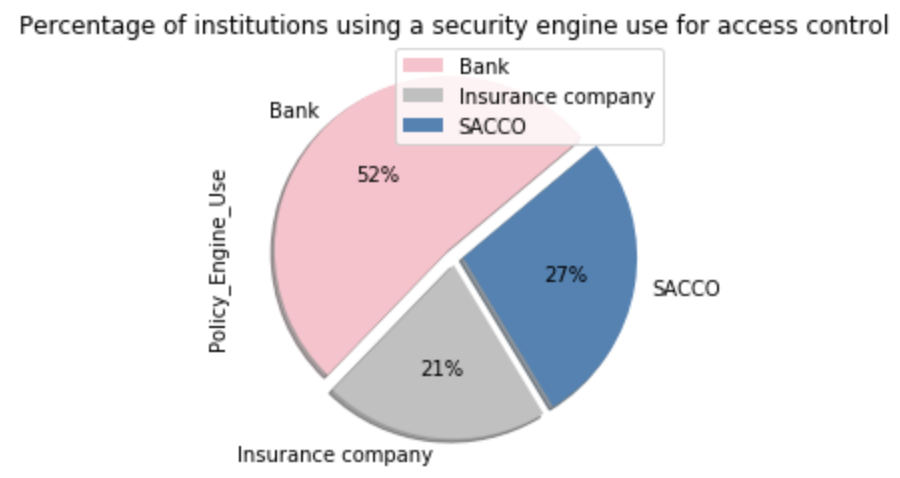 Percentage of institutions using a security engine use for access control
Bank
Insurance company
SACCO
Bank
52%
Policy_Engine_Use
27%
SACCO
21%
Insurance company